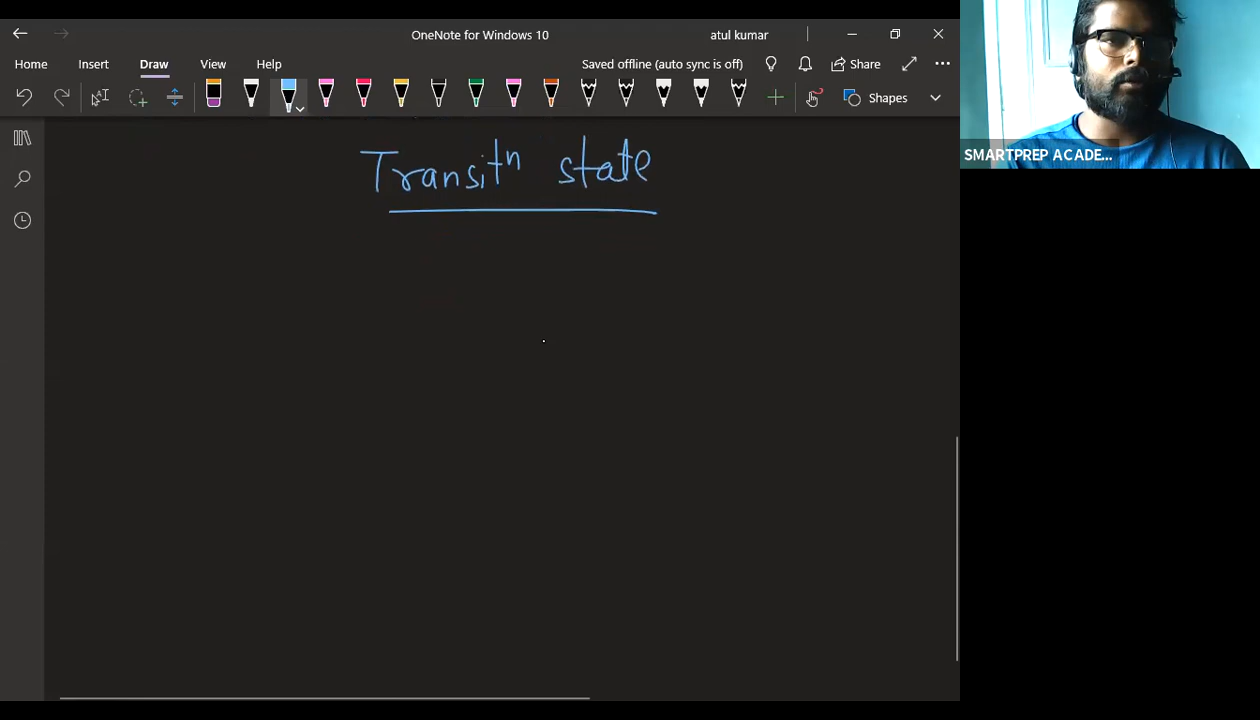 OneNote for Windows 10
atul kumar
Home Insert Draw View Help
Saved offline (auto sync is off)
Share
Shapes
Transitⁿ state
SMARTPREP ACADE...